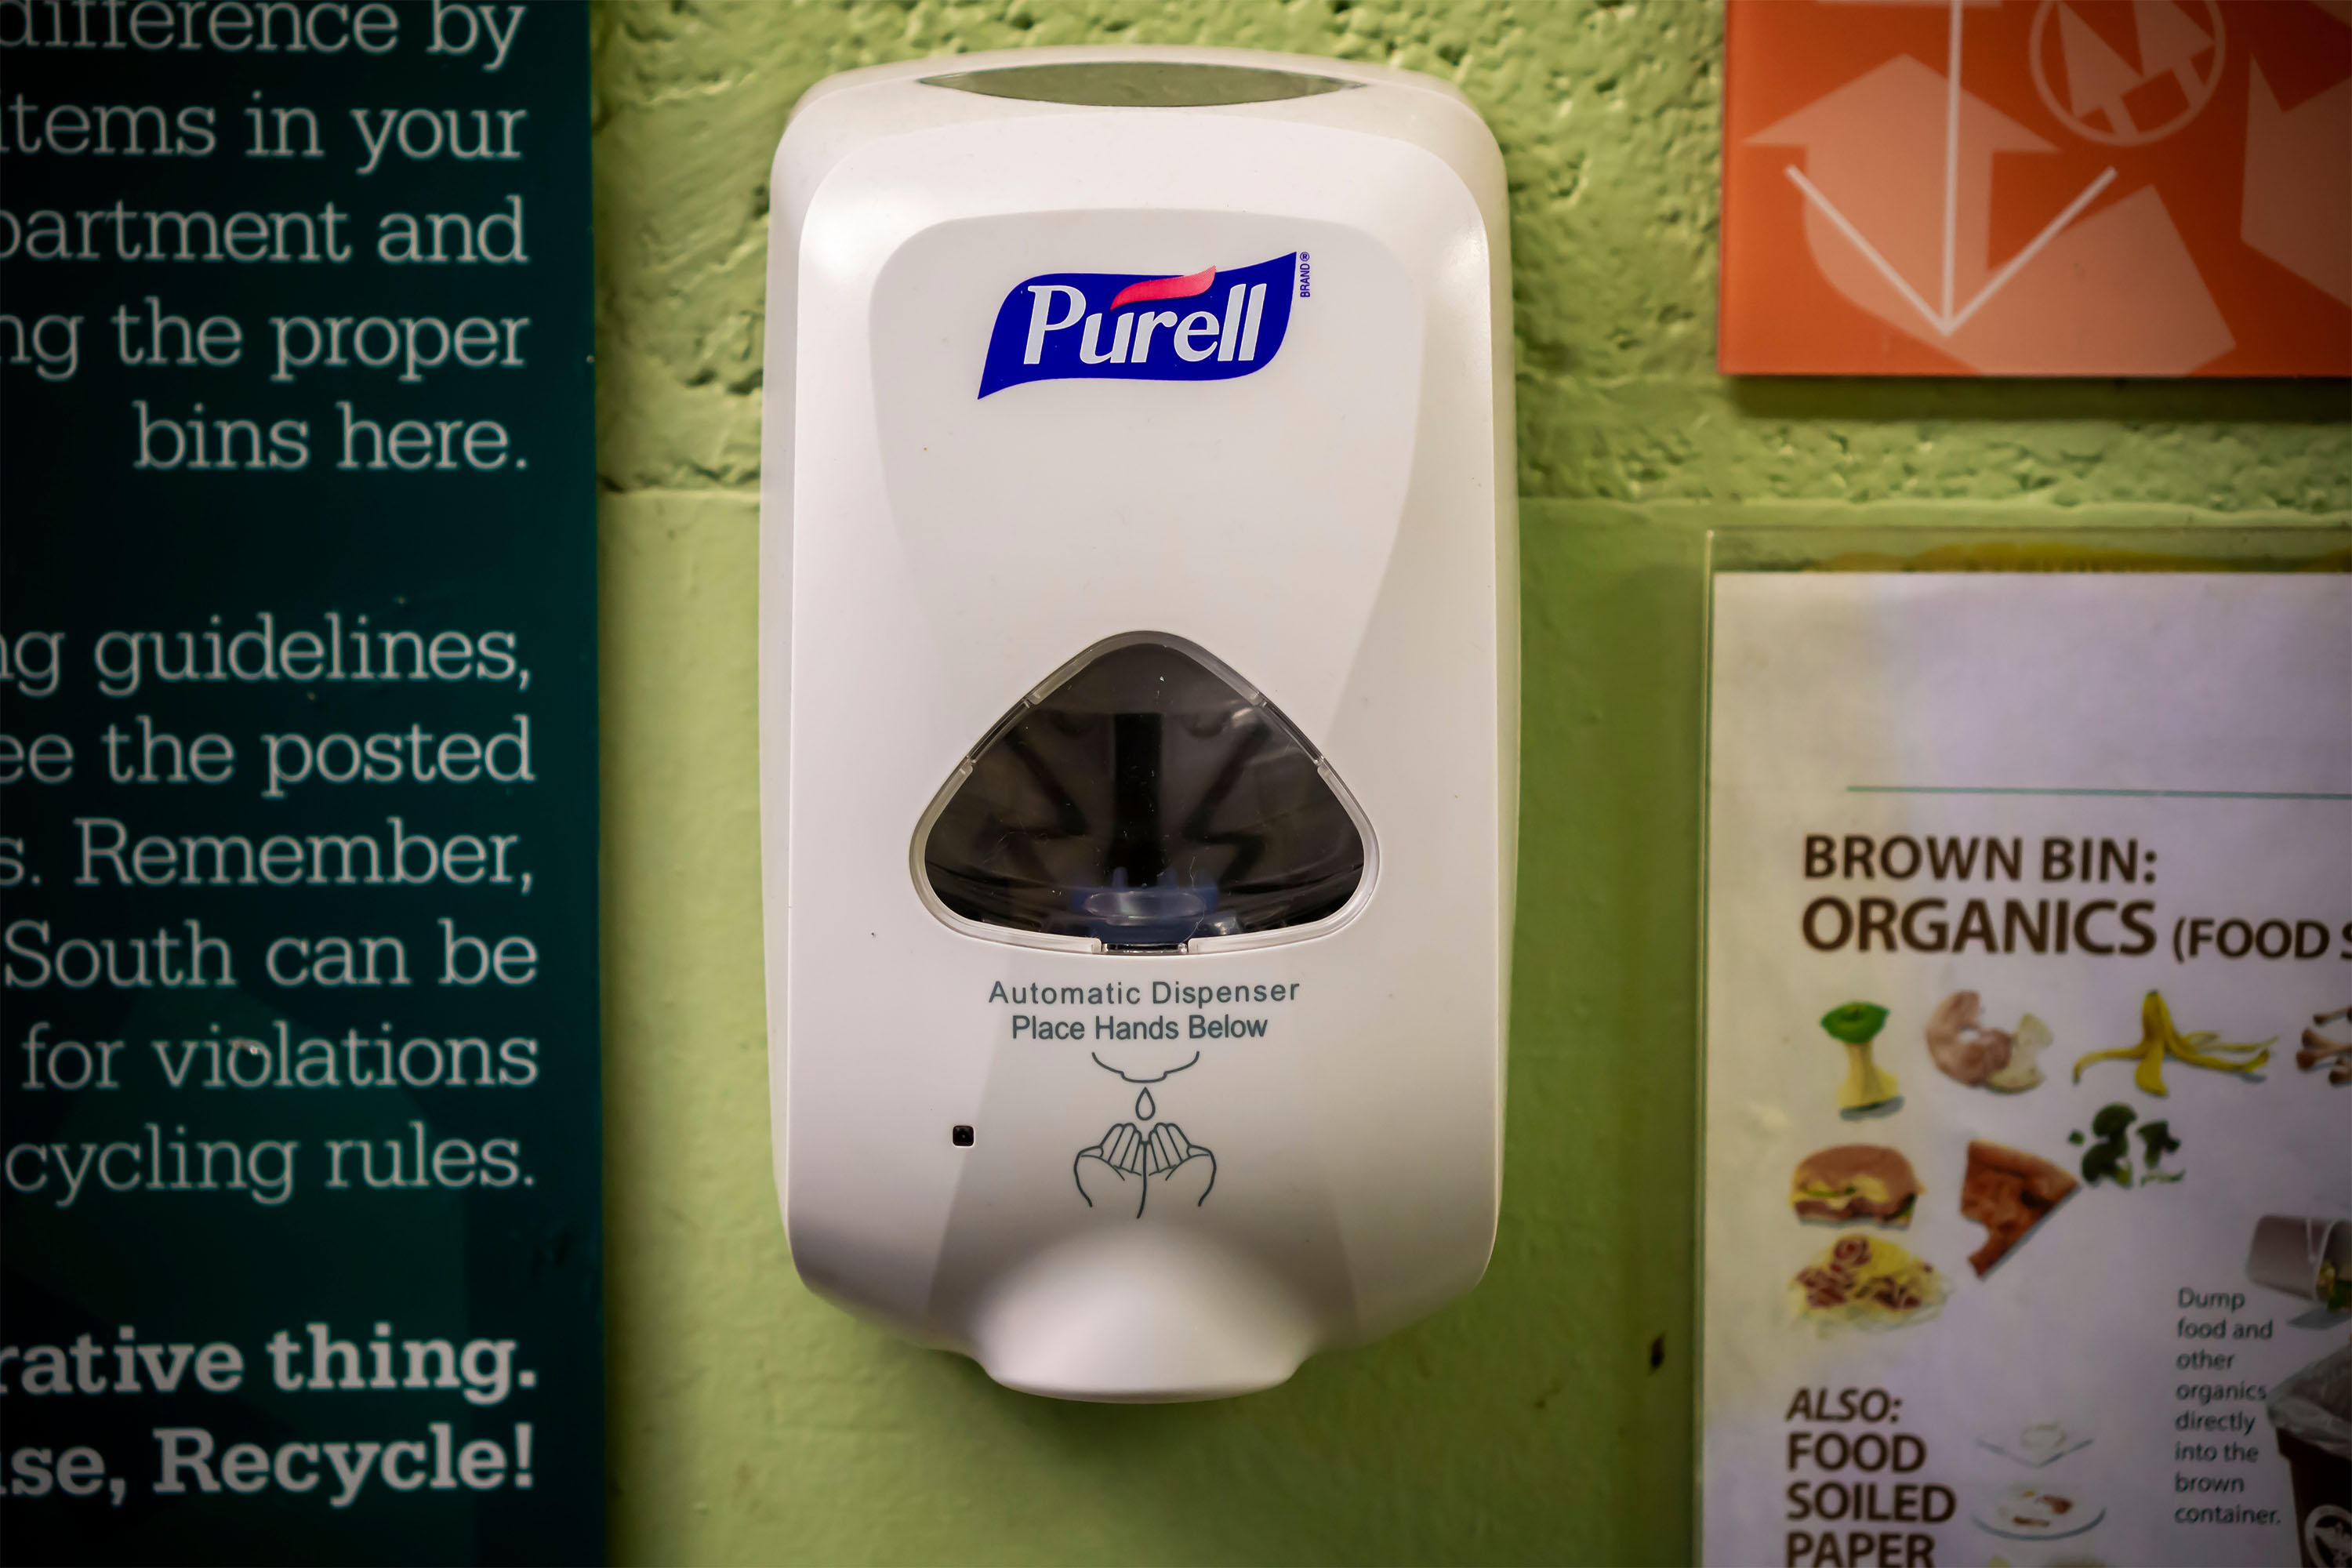 difference by
items in your
partment and
ng the proper
bins here.
ng guidelines,
ee the posted
s. Remember,
South can be
for violations
cycling rules.
rative thing.
ise, Recycle!
Purell
BRAND®
Automatic Dispenser
Place Hands Below
BROWN BIN:
ORGANICS (FOOD S
Dump
food and
other
organics
directly
into the
brown
container.
ALSO:
FOOD
SOILED
PAPER